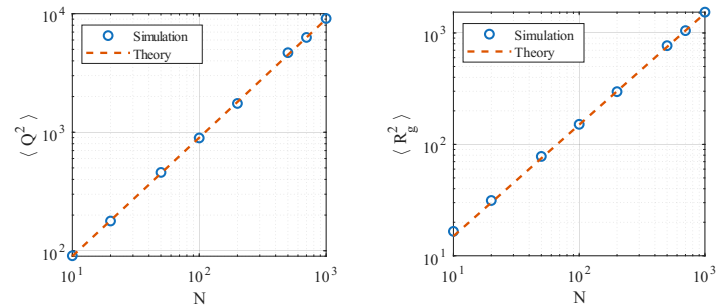 10^4
Simulation
Theory
10^3
⟨ Q^2 ⟩
10^2
10^1
10^2
10^3
N
10^3
Simulation
Theory
⟨ R_g^2 ⟩
10^2
10^1
10^1
10^2
10^3
N